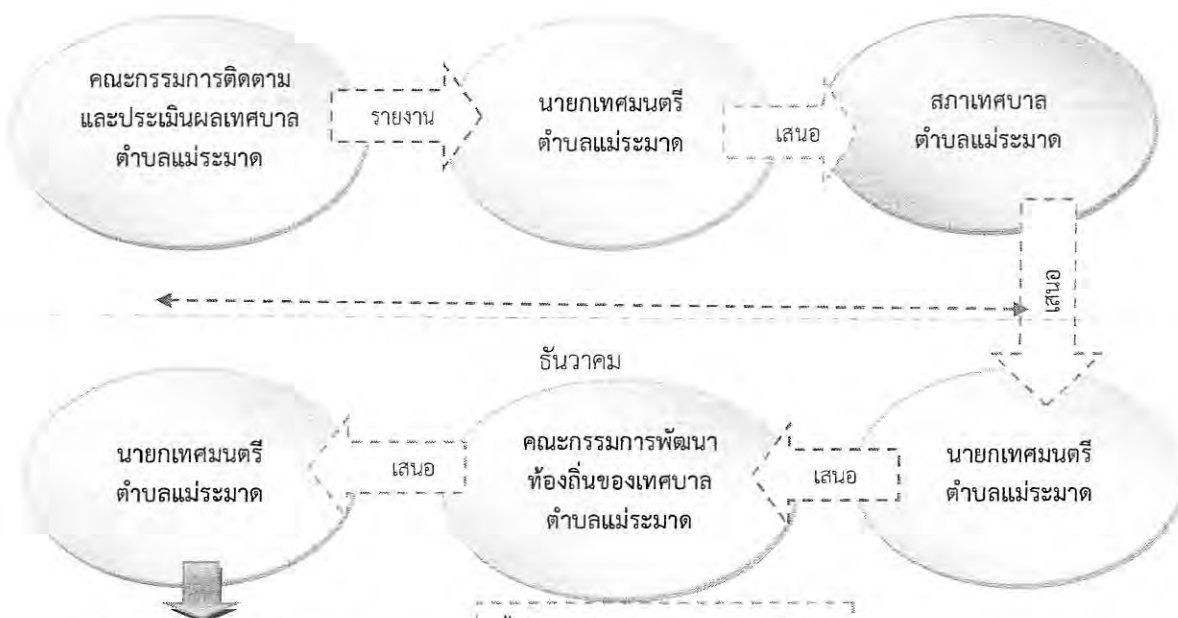 คณะกรรมการติดตาม
และประเมินผลเทศบาล
ตำบลแม่ระมาด
รายงาน
นายกเทศมนตรี
ตำบลแม่ระมาด
เสนอ
สภาเทศบาล
ตำบลแม่ระมาด
เสนอ
ธันวาคม
นายกเทศมนตรี
ตำบลแม่ระมาด
เสนอ
คณะกรรมการพัฒนา
ท้องถิ่นของเทศบาล
ตำบลแม่ระมาด
เสนอ
นายกเทศมนตรี
ตำบลแม่ระมาด